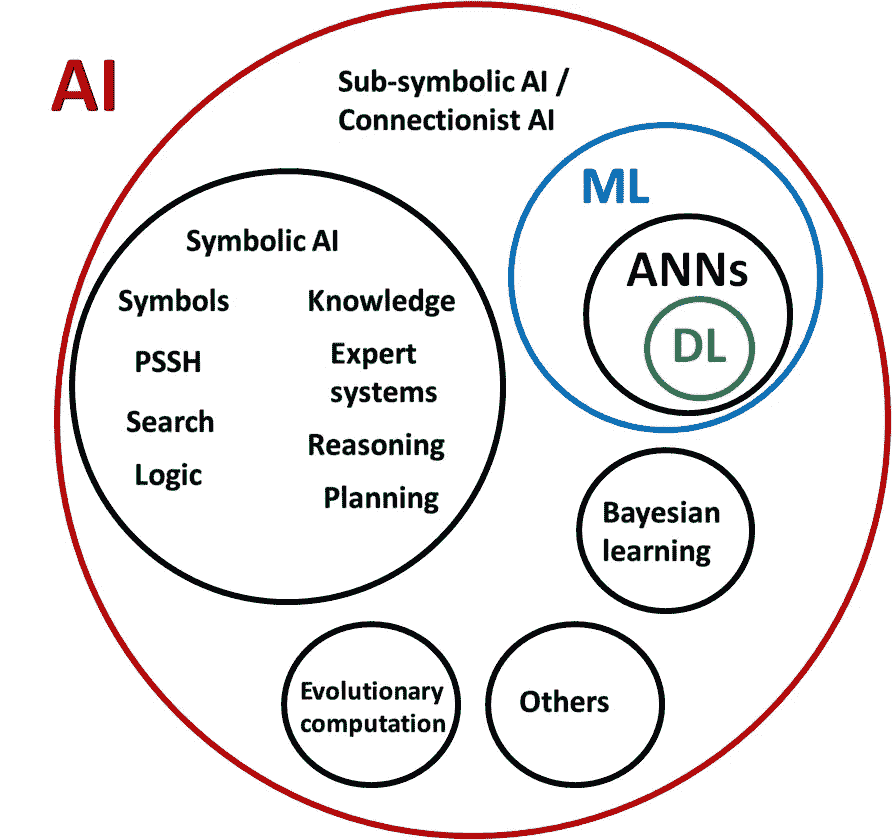 AI
Sub-symbolic AI /
Connectionist AI
ML
ANNs
DL
Symbolic AI
Symbols
PSSH
Search
Logic
Knowledge
Expert
systems
Reasoning
Planning
Bayesian
learning
Evolutionary
computation
Others